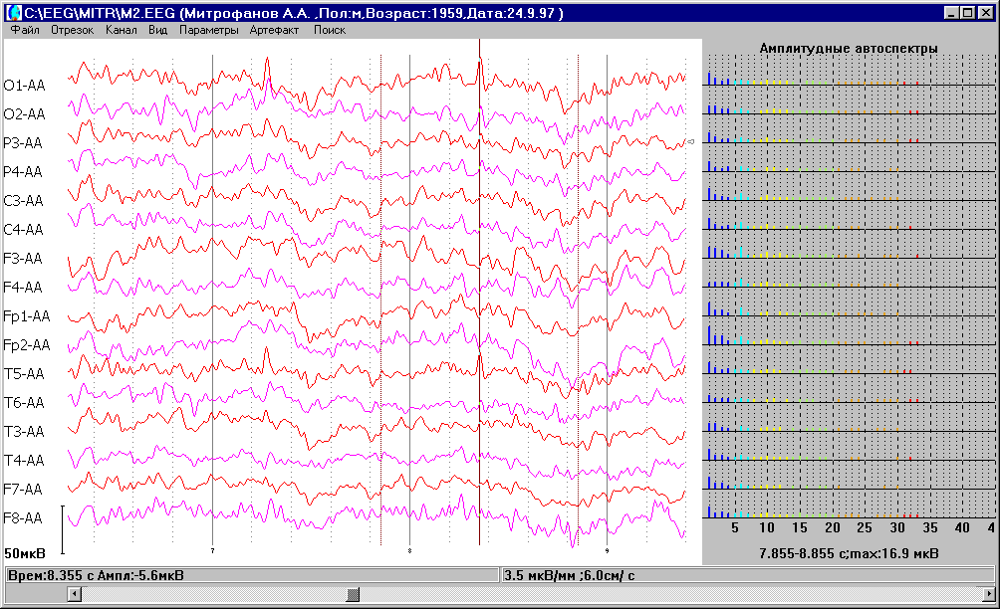 C:\EEG\MITR\M2.EEG (Митрофанов А.А. ,Пол:м,Возраст:1959,Дата:24.9.97 )
Файл Отрезок Канал Вид Параметры Артефакт Поиск
Амплитудные автоспектры
O1-AA
O2-AA
P3-AA
P4-AA
C3-AA
C4-AA
F3-AA
F4-AA
Fp1-AA
Fp2-AA
T5-AA
T6-AA
T3-AA
T4-AA
F7-AA
F8-AA
5 10 15 20 25 30 35 40 4
50мкВ 7 8 9 7.855-8.855 с;max:16.9 мкВ
Врем:8.355 с Ампл:-5.6мкВ 3.5 мкВ/мм ;6.0см/ с